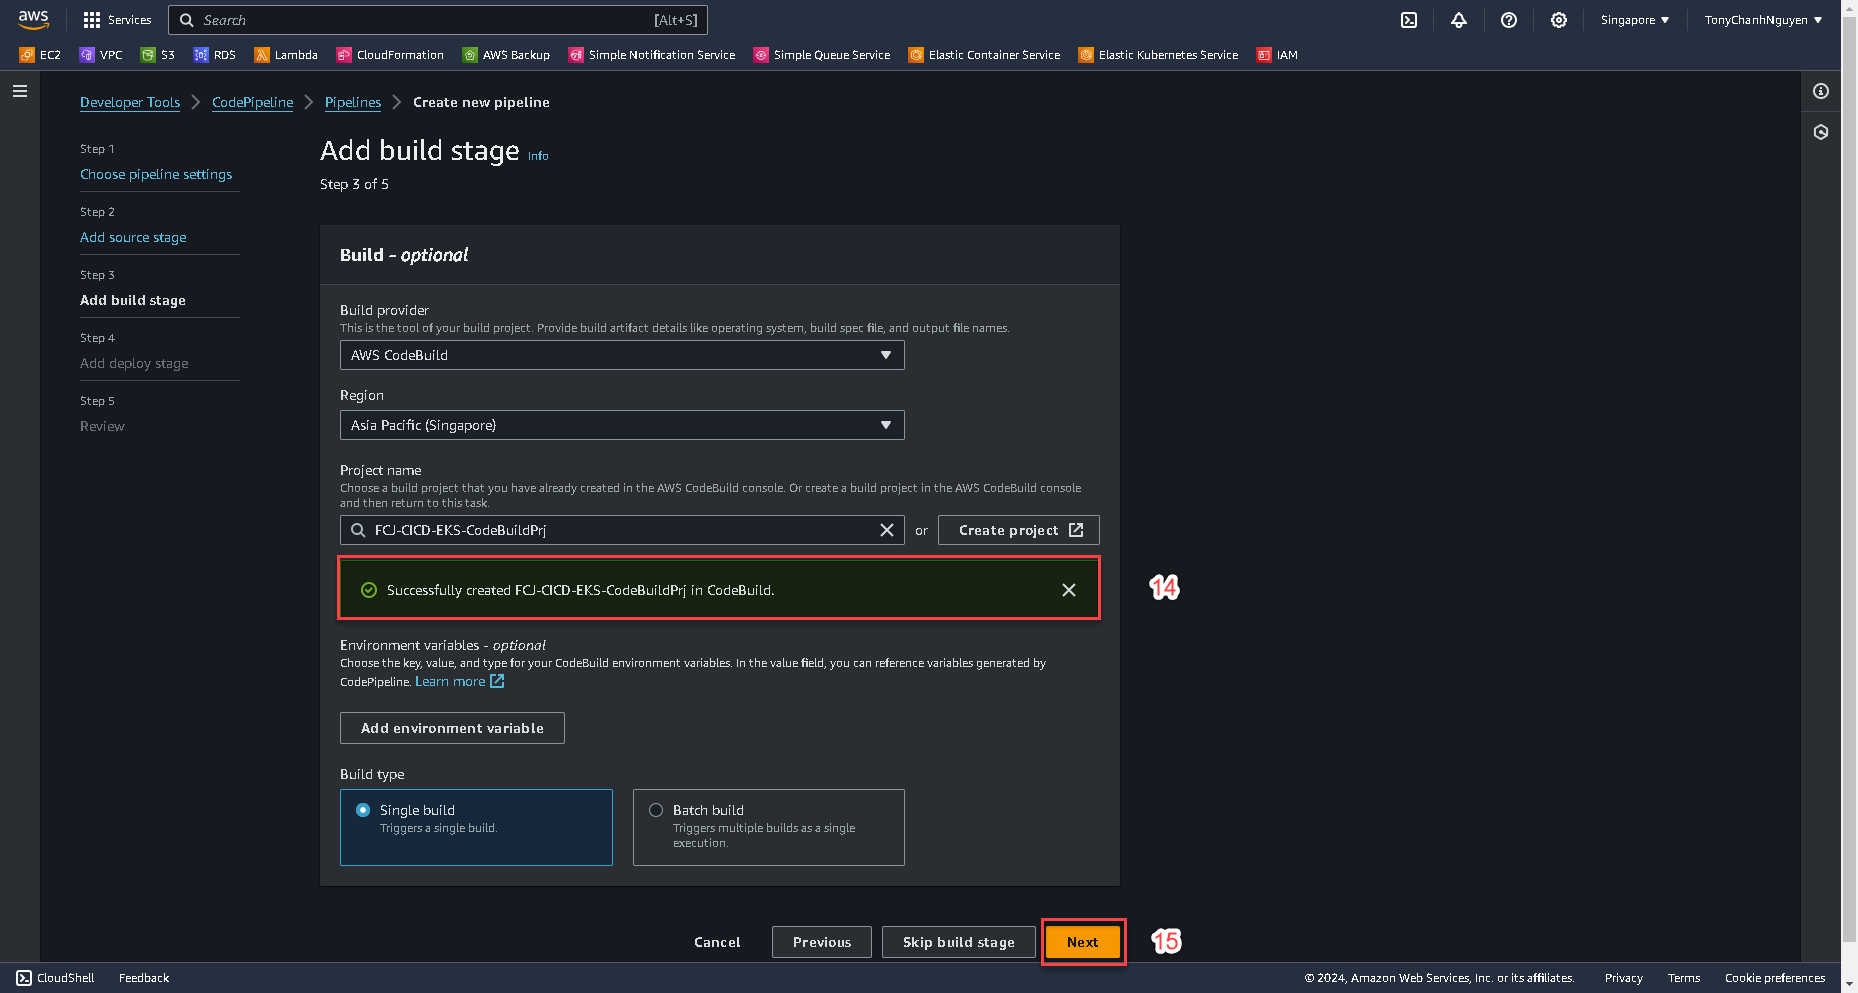 aws
Services
Search
[Alt+S]
Singapore
TonyChanhNguyen
EC2
VPC
S3
RDS
Lambda
CloudFormation
AWS Backup
Simple Notification Service
Simple Queue Service
Elastic Container Service
Elastic Kubernetes Service
IAM
Developer Tools
CodePipeline
Pipelines
Create new pipeline
Step 1
Choose pipeline settings
Step 2
Add source stage
Step 3
Add build stage
Step 4
Add deploy stage
Step 5
Review
Add build stage Info
Step 3 of 5
Build - optional
Build provider
This is the tool of your build project. Provide build artifact details like operating system, build spec file, and output file names.
AWS CodeBuild
Region
Asia Pacific (Singapore)
Project name
Choose a build project that you have already created in the AWS CodeBuild console. Or create a build project in the AWS CodeBuild console
and then return to this task.
FCJ-CICD-EKS-CodeBuildPrj
or
Create project
Successfully created FCJ-CICD-EKS-CodeBuildPrj in CodeBuild.
14
Environment variables - optional
Choose the key, value, and type for your CodeBuild environment variables. In the value field, you can reference variables generated by
CodePipeline. Learn more
Add environment variable
Build type
Single build
Triggers a single build.
Batch build
Triggers multiple builds as a single
execution.
Cancel
Previous
Skip build stage
Next
15
CloudShell
Feedback
© 2024, Amazon Web Services, Inc. or its affiliates.
Privacy
Terms
Cookie preferences